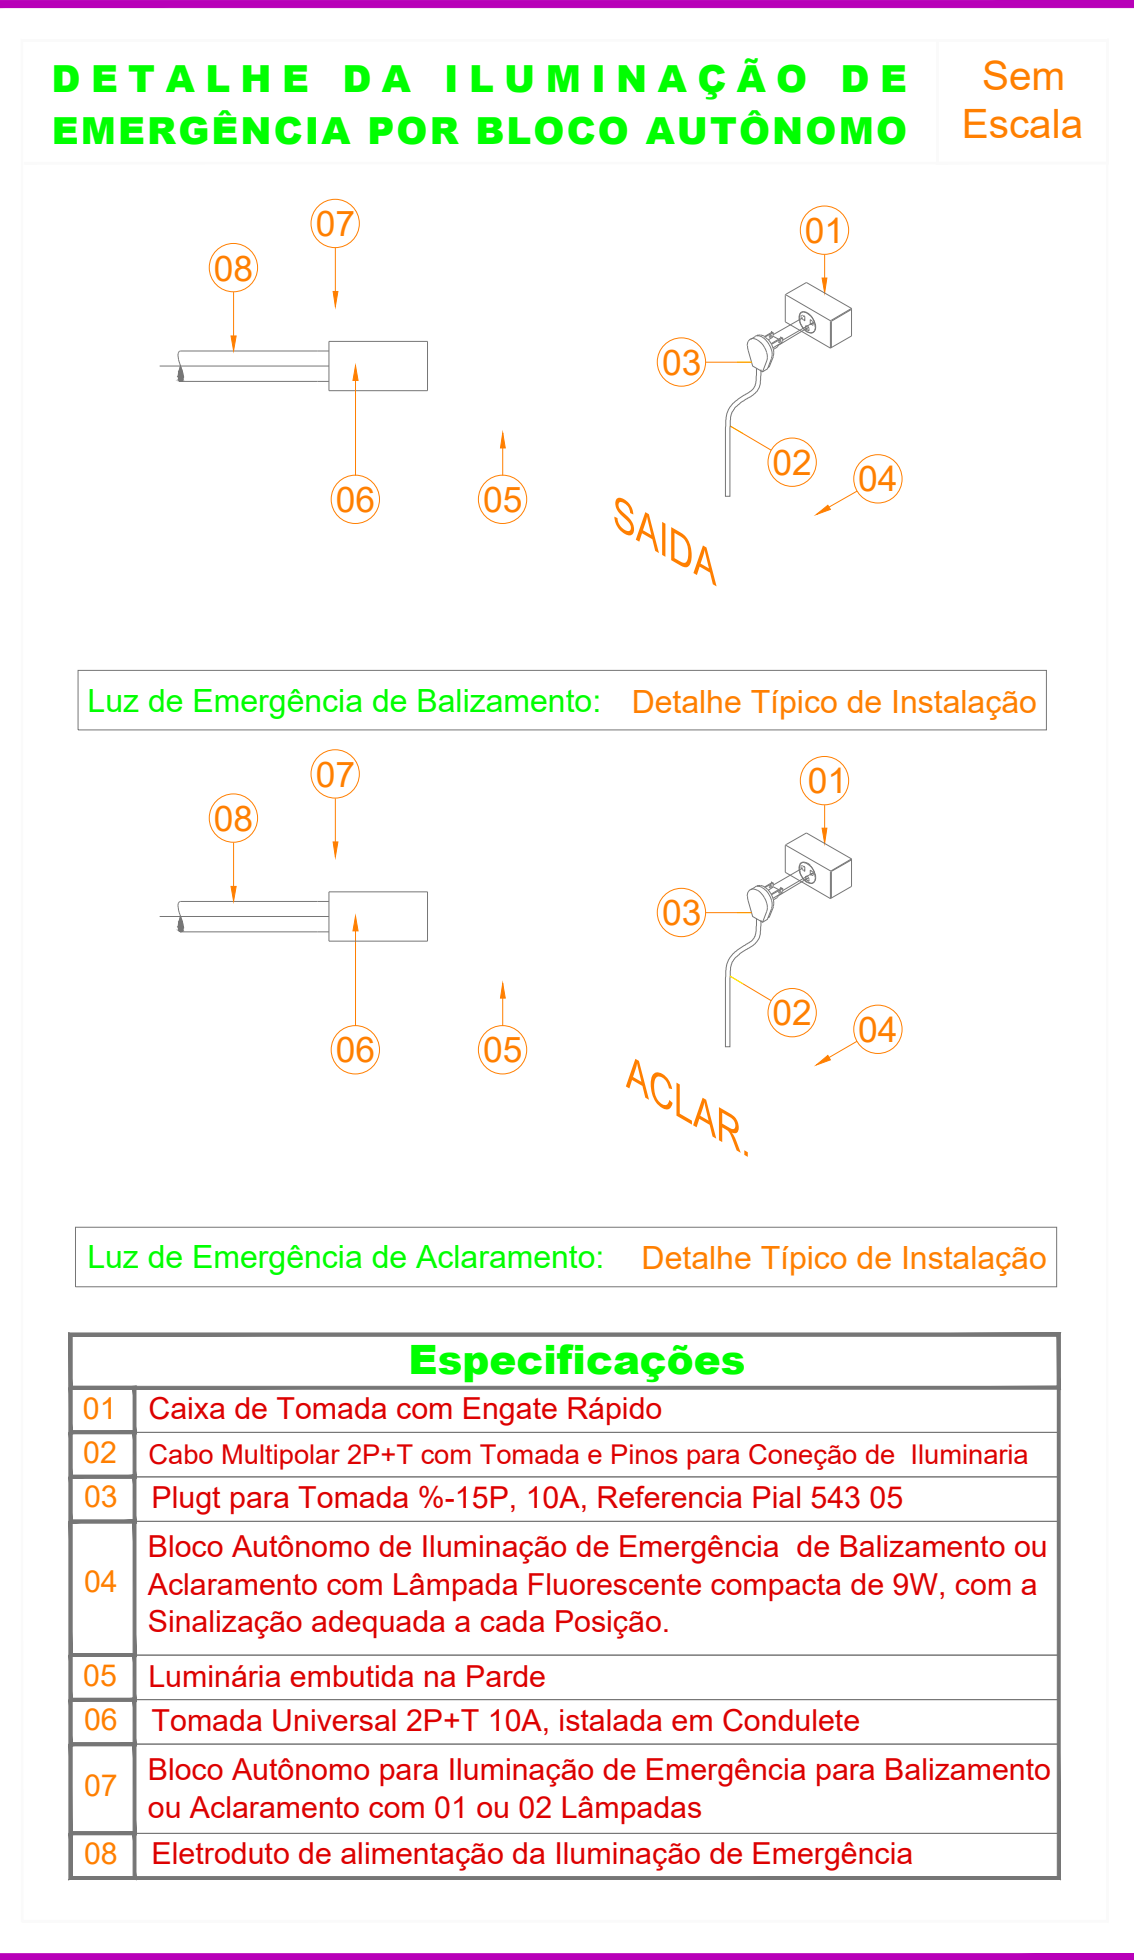 DETALHE DA ILUMINAÇÃO DE
EMERGÊNCIA POR BLOCO AUTÔNOMO
Sem
Escala
07
01
08
03
02
04
06
05
SAIDA
Luz de Emergência de Balizamento: Detalhe Típico de Instalação
07
01
08
03
02
04
06
05
ACLAR.
Luz de Emergência de Aclaramento: Detalhe Típico de Instalação
Especificações
01 Caixa de Tomada com Engate Rápido
02 Cabo Multipolar 2P+T com Tomada e Pinos para Coneção de Iluminaria
03 Plugt para Tomada %-15P, 10A, Referencia Pial 543 05
04 Bloco Autônomo de Iluminação de Emergência de Balizamento ou
Aclaramento com Lâmpada Fluorescente compacta de 9W, com a
Sinalização adequada a cada Posição.
05 Luminária embutida na Parde
06 Tomada Universal 2P+T 10A, istalada em Condulete
07 Bloco Autônomo para Iluminação de Emergência para Balizamento
ou Aclaramento com 01 ou 02 Lâmpadas
08 Eletroduto de alimentação da Iluminação de Emergência